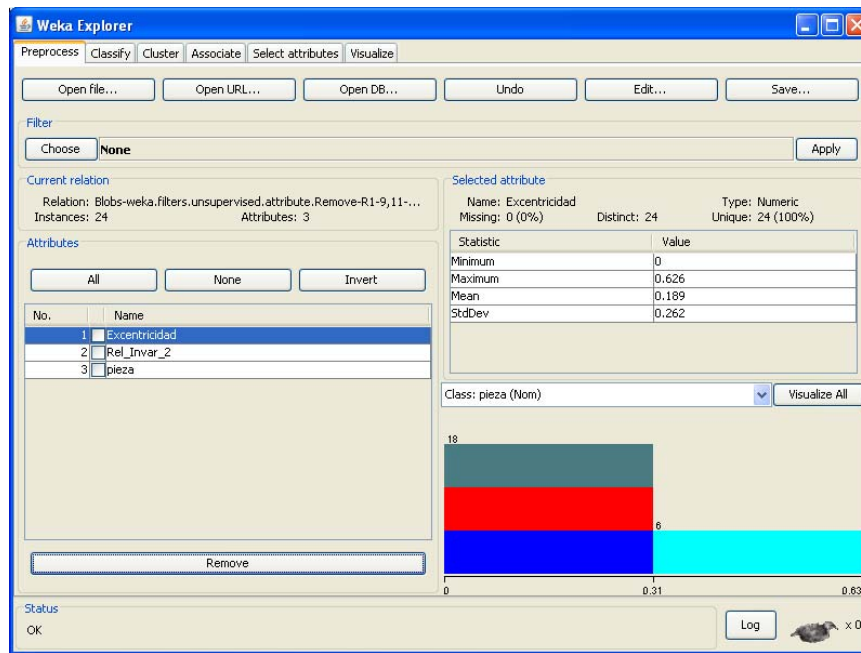 Weka Explorer
Preprocess Classify Cluster Associate Select attributes Visualize
Open file... Open URL... Open DB... Undo Edit... Save...
Filter
Choose None Apply
Current relation
Relation: Blobs-weka.filters.unsupervised.attribute.Remove-R1-9,11-...
Instances: 24 Attributes: 3
Attributes
All None Invert
No. Name
1 Excentricidad
2 Rel_Invar_2
3 pieza
Remove
Selected attribute
Name: Excentricidad Type: Numeric
Missing: 0 (0%) Distinct: 24 Unique: 24 (100%)
Statistic Value
Minimum 0
Maximum 0.626
Mean 0.189
StdDev 0.262
Class: pieza (Nom) Visualize All
18
6
0 0.31 0.63
Status
OK
Log x 0